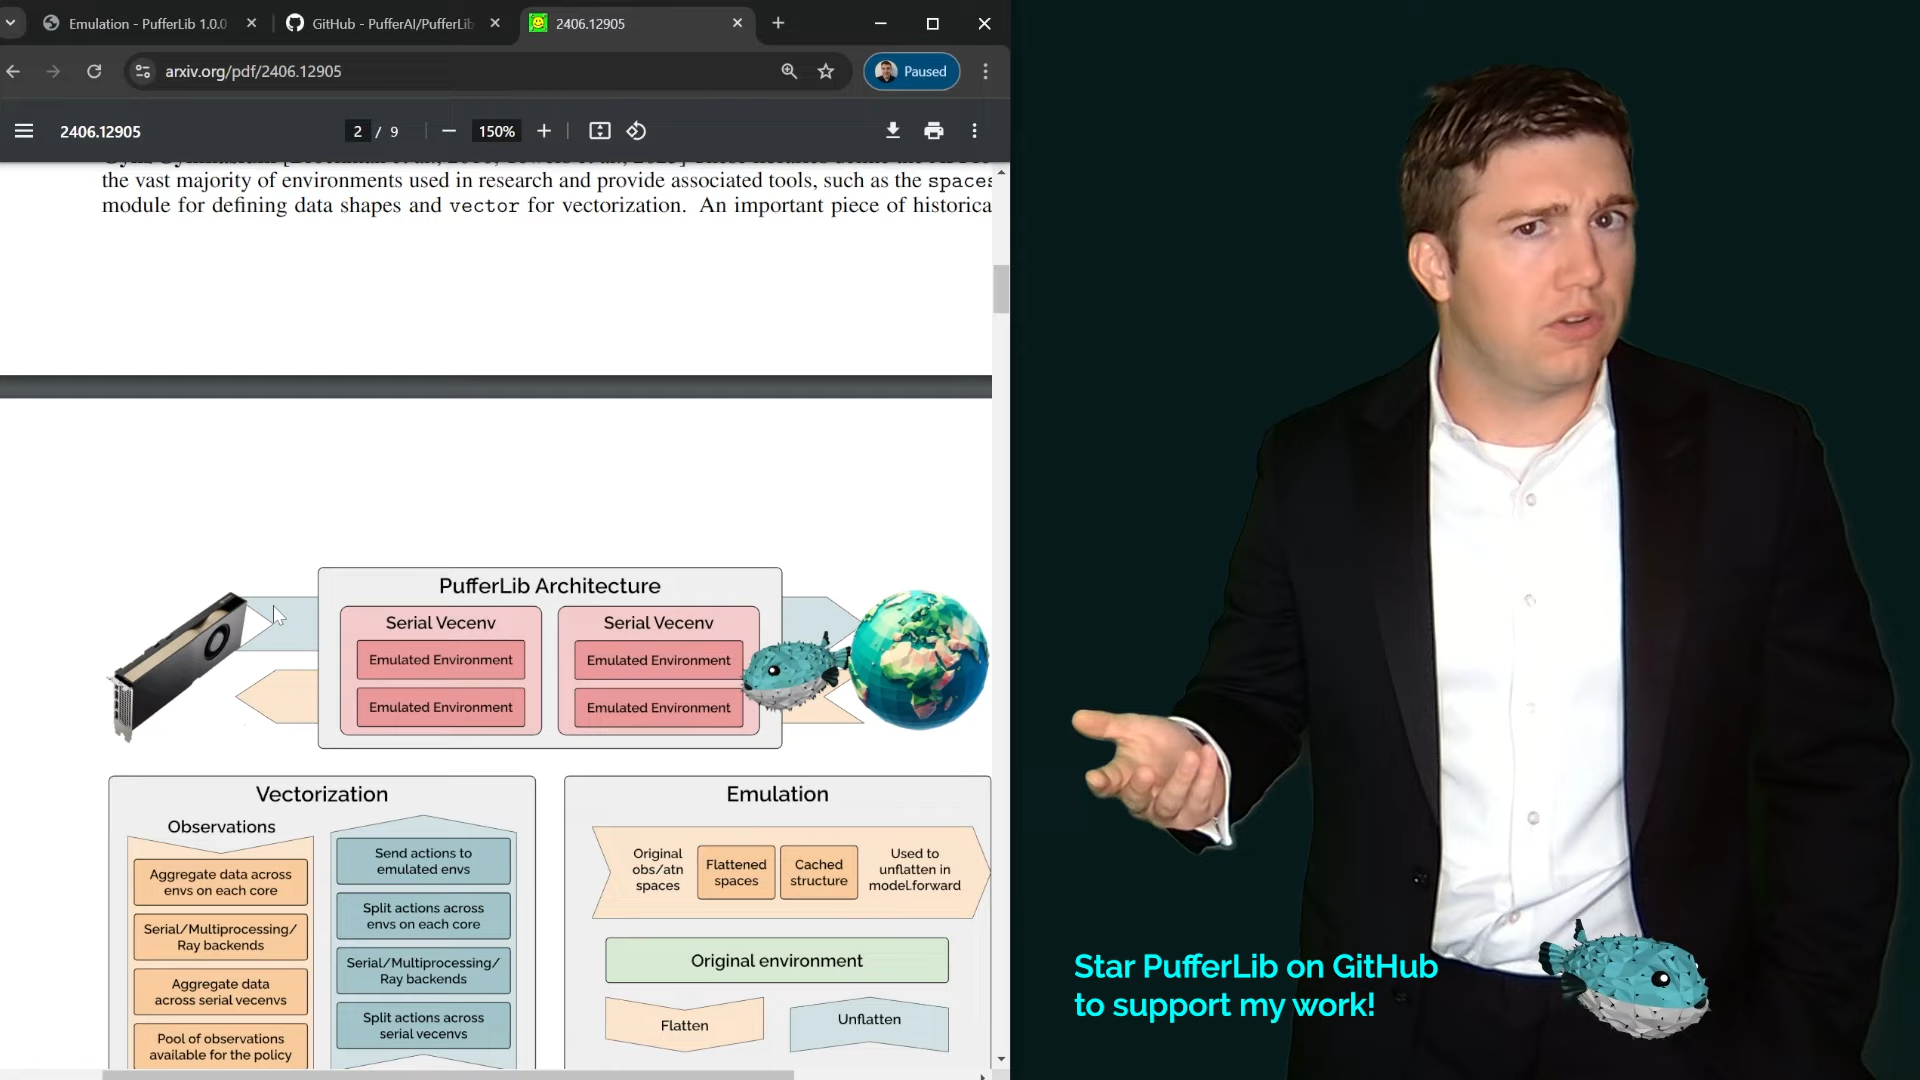 Emulation - PufferLib 1.0.0
GitHub - PufferAI/PufferLib
2406.12905
arxiv.org/pdf/2406.12905
Paused
2406.12905
2 / 9
150%
the vast majority of environments used in research and provide associated tools, such as the spaces
module for defining data shapes and vector for vectorization. An important piece of historica
PufferLib Architecture
Serial Vecenv
Emulated Environment
Emulated Environment
Serial Vecenv
Emulated Environment
Emulated Environment
Vectorization
Observations
Aggregate data across
envs on each core
Serial/Multiprocessing/
Ray backends
Aggregate data
across serial vecenvs
Pool of observations
available for the policy
Send actions to
emulated envs
Split actions across
envs on each core
Serial/Multiprocessing/
Ray backends
Split actions across
serial vecenvs
Emulation
Original
obs/atn
spaces
Flattened
spaces
Cached
structure
Used to
unflatten in
model.forward
Original environment
Flatten
Unflatten
Star PufferLib on GitHub
to support my work!